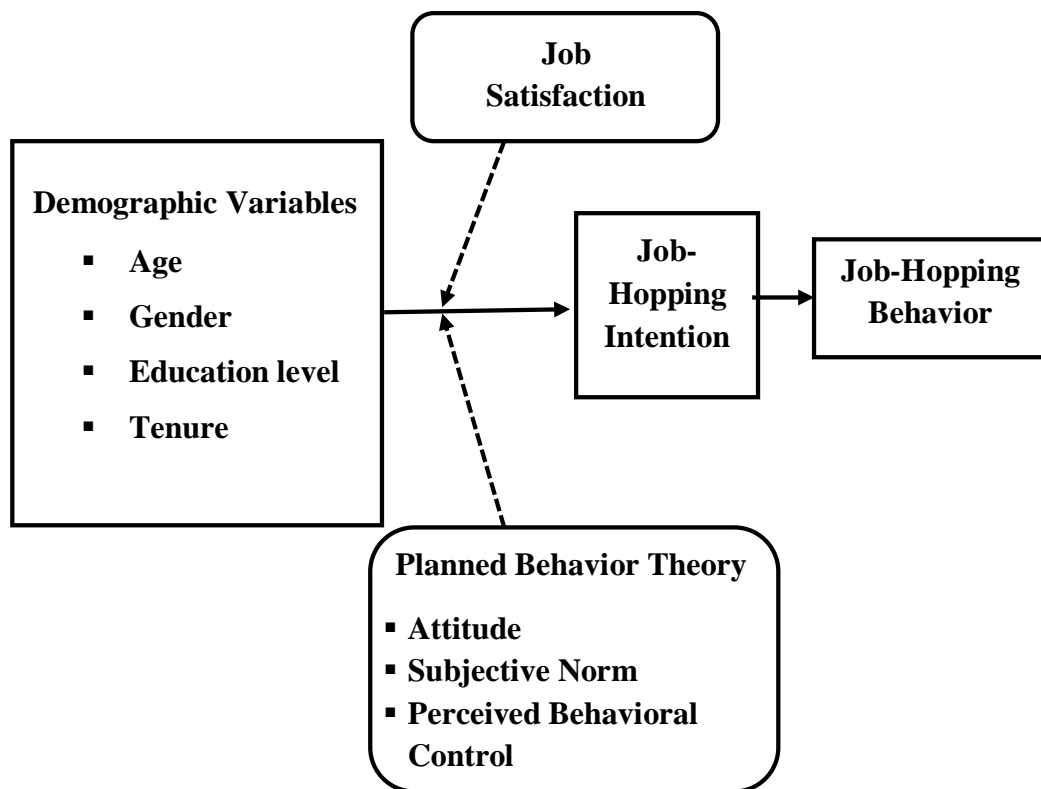 Job
Satisfaction
Demographic Variables
▪ Age
▪ Gender
▪ Education level
▪ Tenure
Job-
Hopping
Intention
Job-Hopping
Behavior
Planned Behavior Theory
▪ Attitude
▪ Subjective Norm
▪ Perceived Behavioral
Control